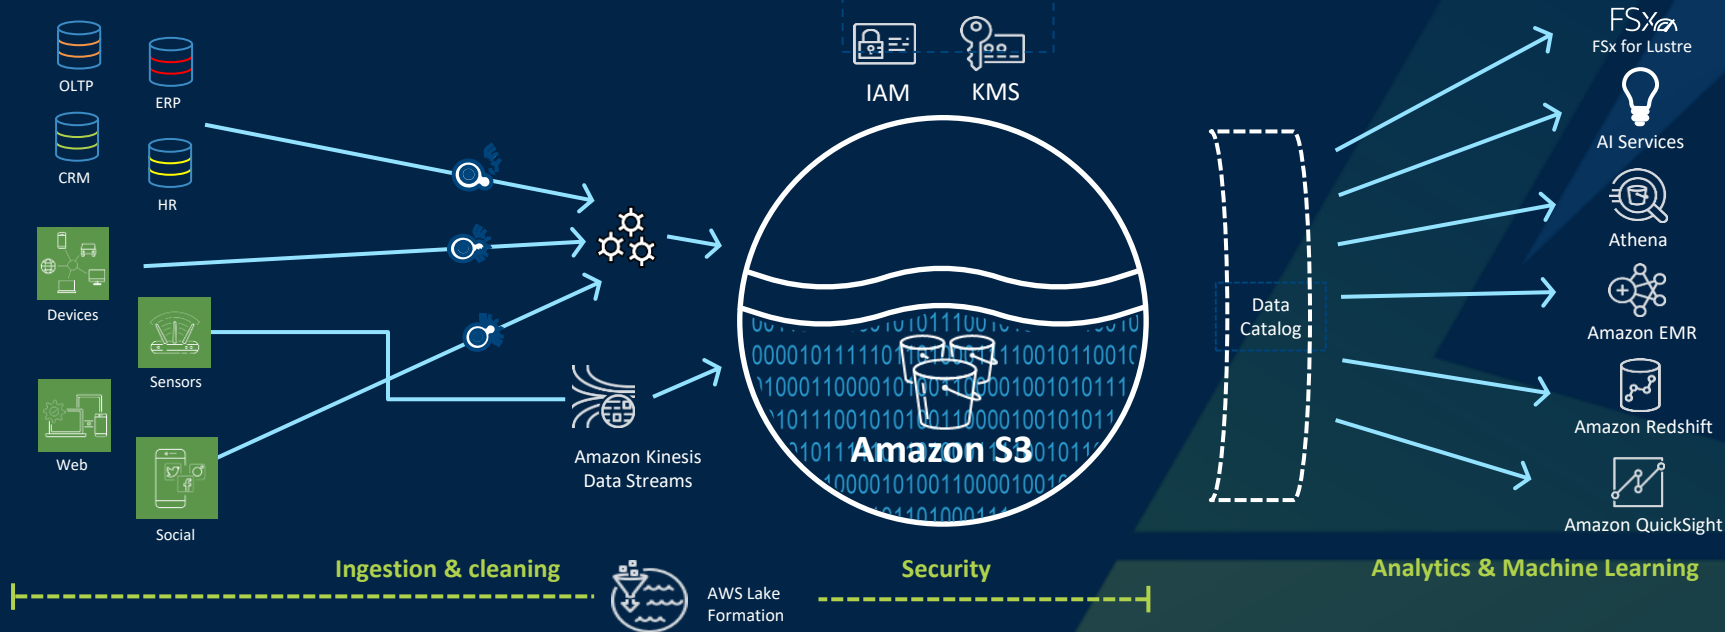 OLTP
ERP
CRM
HR
Devices
Sensors
Web
Social
Amazon Kinesis
Data Streams
IAM
KMS
Amazon S3
Data
Catalog
FSx
FSx for Lustre
AI Services
Athena
Amazon EMR
Amazon Redshift
Amazon QuickSight
Ingestion & cleaning
AWS Lake
Formation
Security
Analytics & Machine Learning